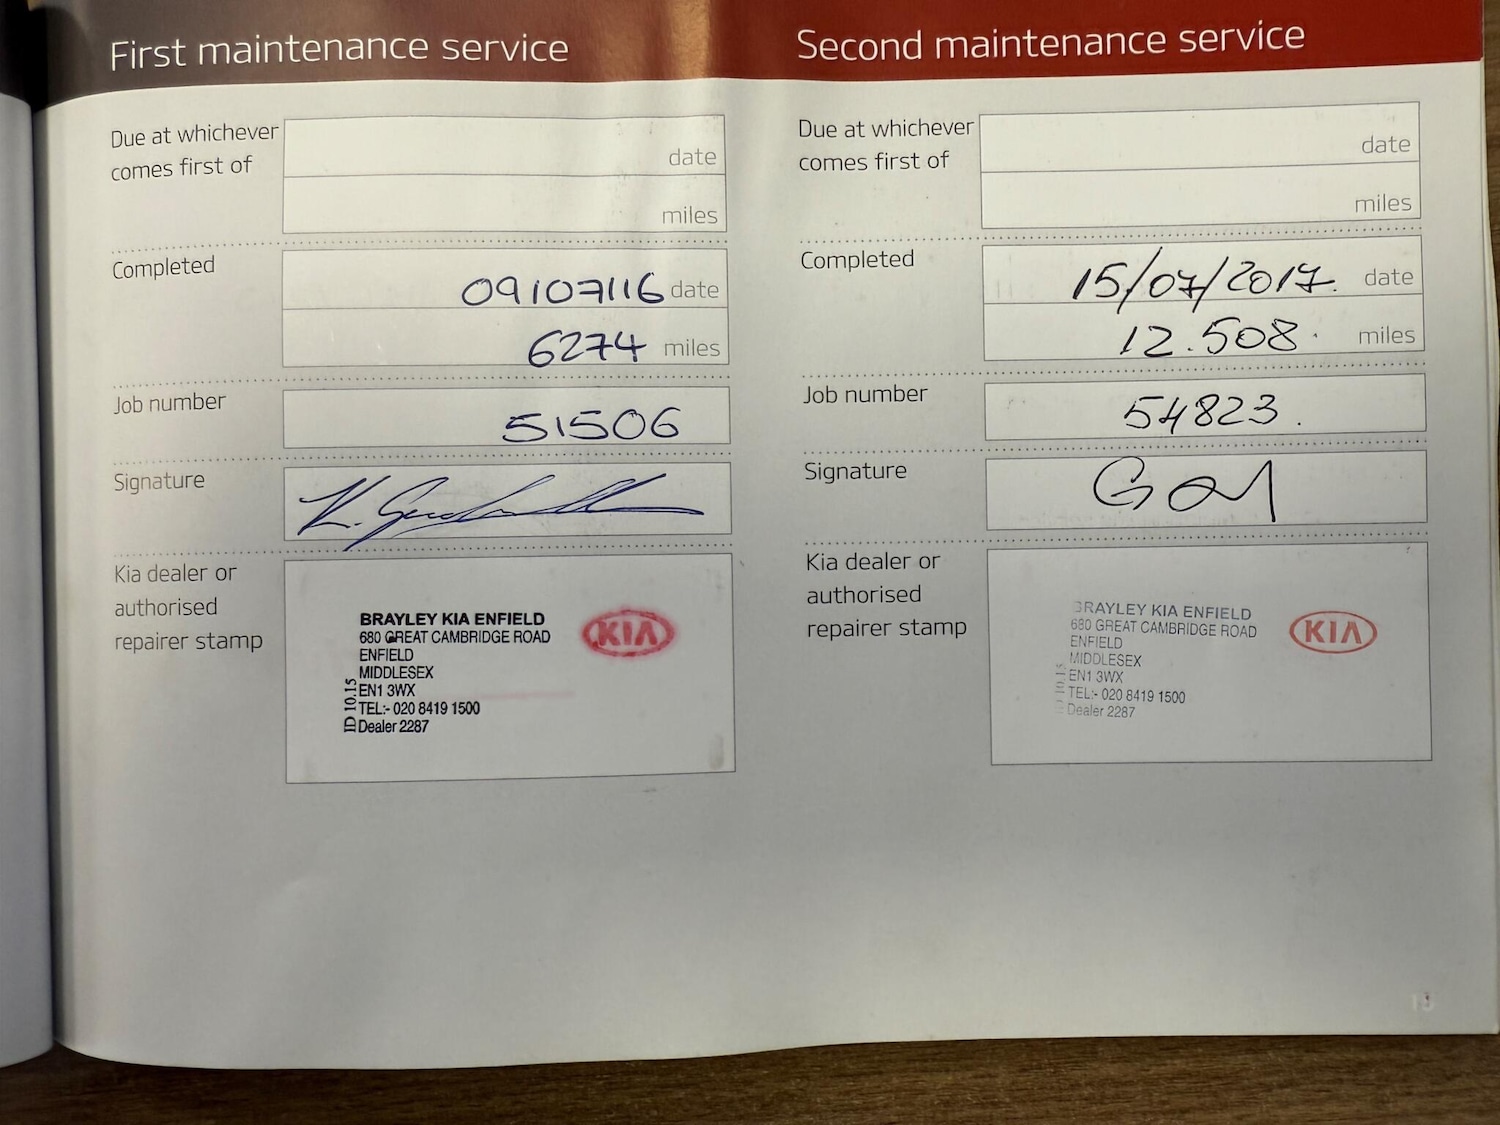 First maintenance service
Due at whichever
comes first of
date
miles
Completed
09/07/16 date
6274 miles
Job number
51506
Signature
Kia dealer or
authorised
repairer stamp
BRAYLEY KIA ENFIELD
680 GREAT CAMBRIDGE ROAD
ENFIELD
MIDDLESEX
EN1 3WX
TEL:- 020 8419 1500
Dealer 2287
ID 10.15
KIA
Second maintenance service
Due at whichever
comes first of
date
miles
Completed
15/07/2017. date
12.508. miles
Job number
54823.
Signature
Kia dealer or
authorised
repairer stamp
BRAYLEY KIA ENFIELD
680 GREAT CAMBRIDGE ROAD
ENFIELD
MIDDLESEX
EN1 3WX
TEL:- 020 8419 1500
Dealer 2287
KIA